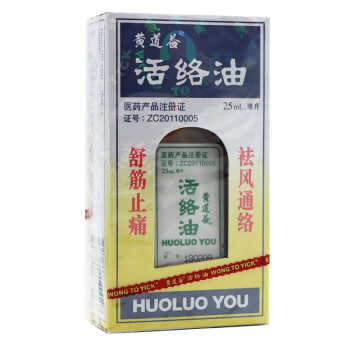 黄道益®
活络油
医药产品注册证
25mL 毫升
证号：ZC20110005
舒筋止痛
祛风通络
医药产品注册证
证号：ZC20110005
25mL 毫升
黄道益
活络油
HUOLUO YOU
WONG TO YICK® 黄道益 活络油 WONG TO YICK®
HUOLUO YOU